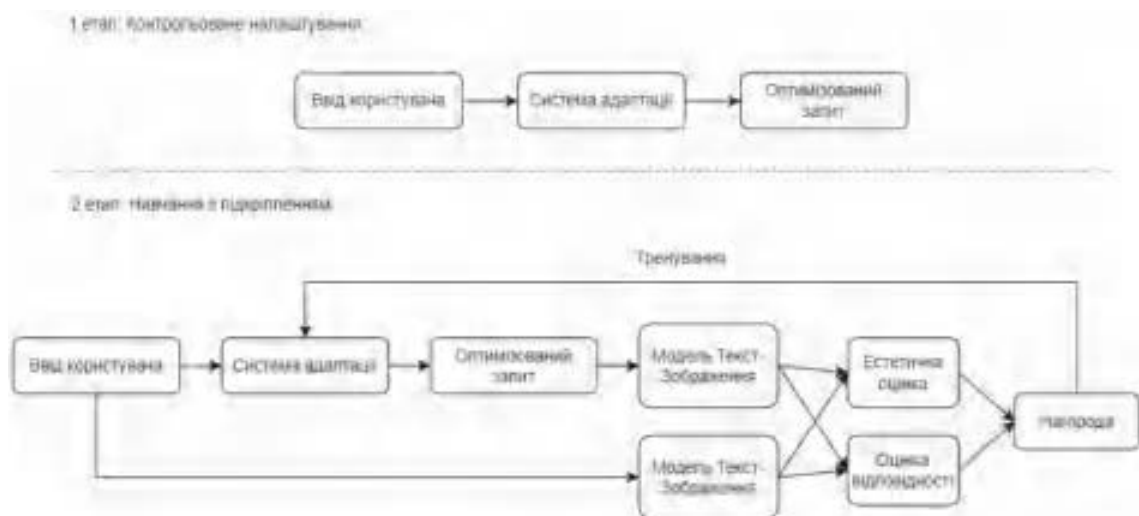 1 етап: Контрольоване налаштування
Ввід користувача
Система адаптації
Оптимізований
запит
2 етап: Навчання з підкріпленням
Тренування
Ввід користувача
Система адаптації
Оптимізований
запит
Модель Текст-
Зображення
Естетична
оцінка
Нагорода
Модель Текст-
Зображення
Оцінка
відповідності